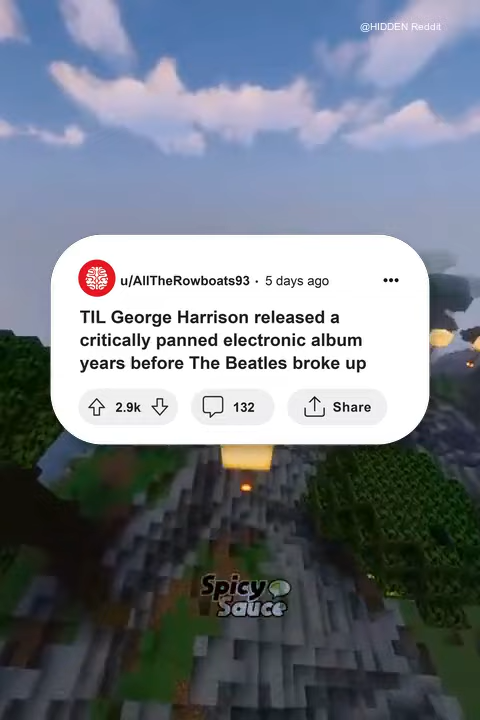 @HIDDEN Reddit
u/AllTheRowboats93 · 5 days ago
TIL George Harrison released a
critically panned electronic album
years before The Beatles broke up
2.9k
132
Share
Spicy
Sauce